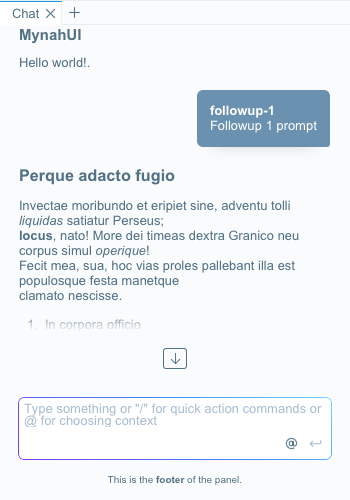 Chat
MynahUI
Hello world!.
followup-1
Followup 1 prompt
Perque adacto fugio
Invectae moribundo et eripiet sine, adventu tolli
liquidas satiatur Perseus;
locus, nato! More dei timeas dextra Granico neu
corpus simul operique!
Fecit mea, sua, hoc vias proles pallebant illa est
populosque festa manetque
clamato nescisse.
1. In corpora officio
Type something or "/" for quick action commands or
@ for choosing context
@
This is the footer of the panel.